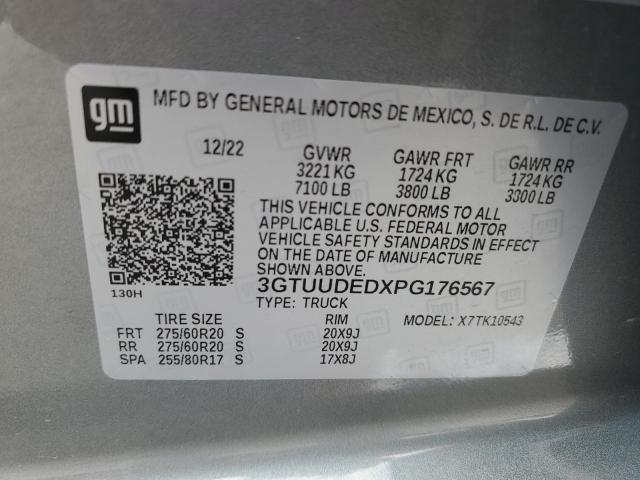 gm
MFD BY GENERAL MOTORS DE MEXICO, S. DE R.L. DE C.V.
12/22 GVWR GAWR FRT GAWR RR
3221 KG 1724 KG 1724 KG
7100 LB 3800 LB 3800 LB
THIS VEHICLE CONFORMS TO ALL
APPLICABLE U.S. FEDERAL MOTOR
VEHICLE SAFETY STANDARDS IN EFFECT
ON THE DATE OF MANUFACTURE
SHOWN ABOVE.
130H
3GTUUDEDXPG176567
TYPE: TRUCK
TIRE SIZE RIM MODEL: X7TK10543
FRT 275/60R20 S 20X9J
RR 275/60R20 S 20X9J
SPA 255/80R17 S 17X8J